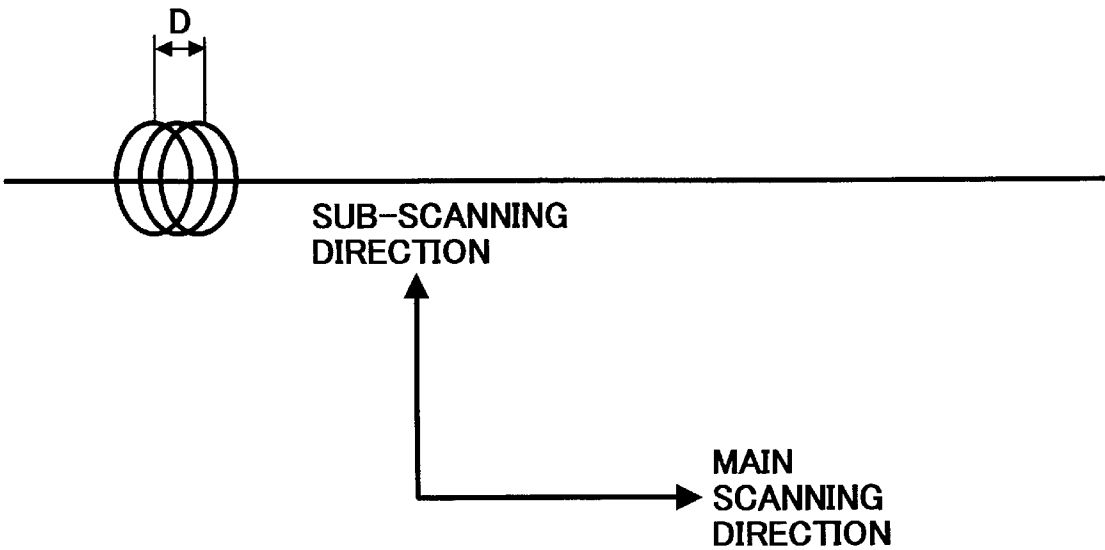 D
SUB-SCANNING
DIRECTION
MAIN
SCANNING
DIRECTION